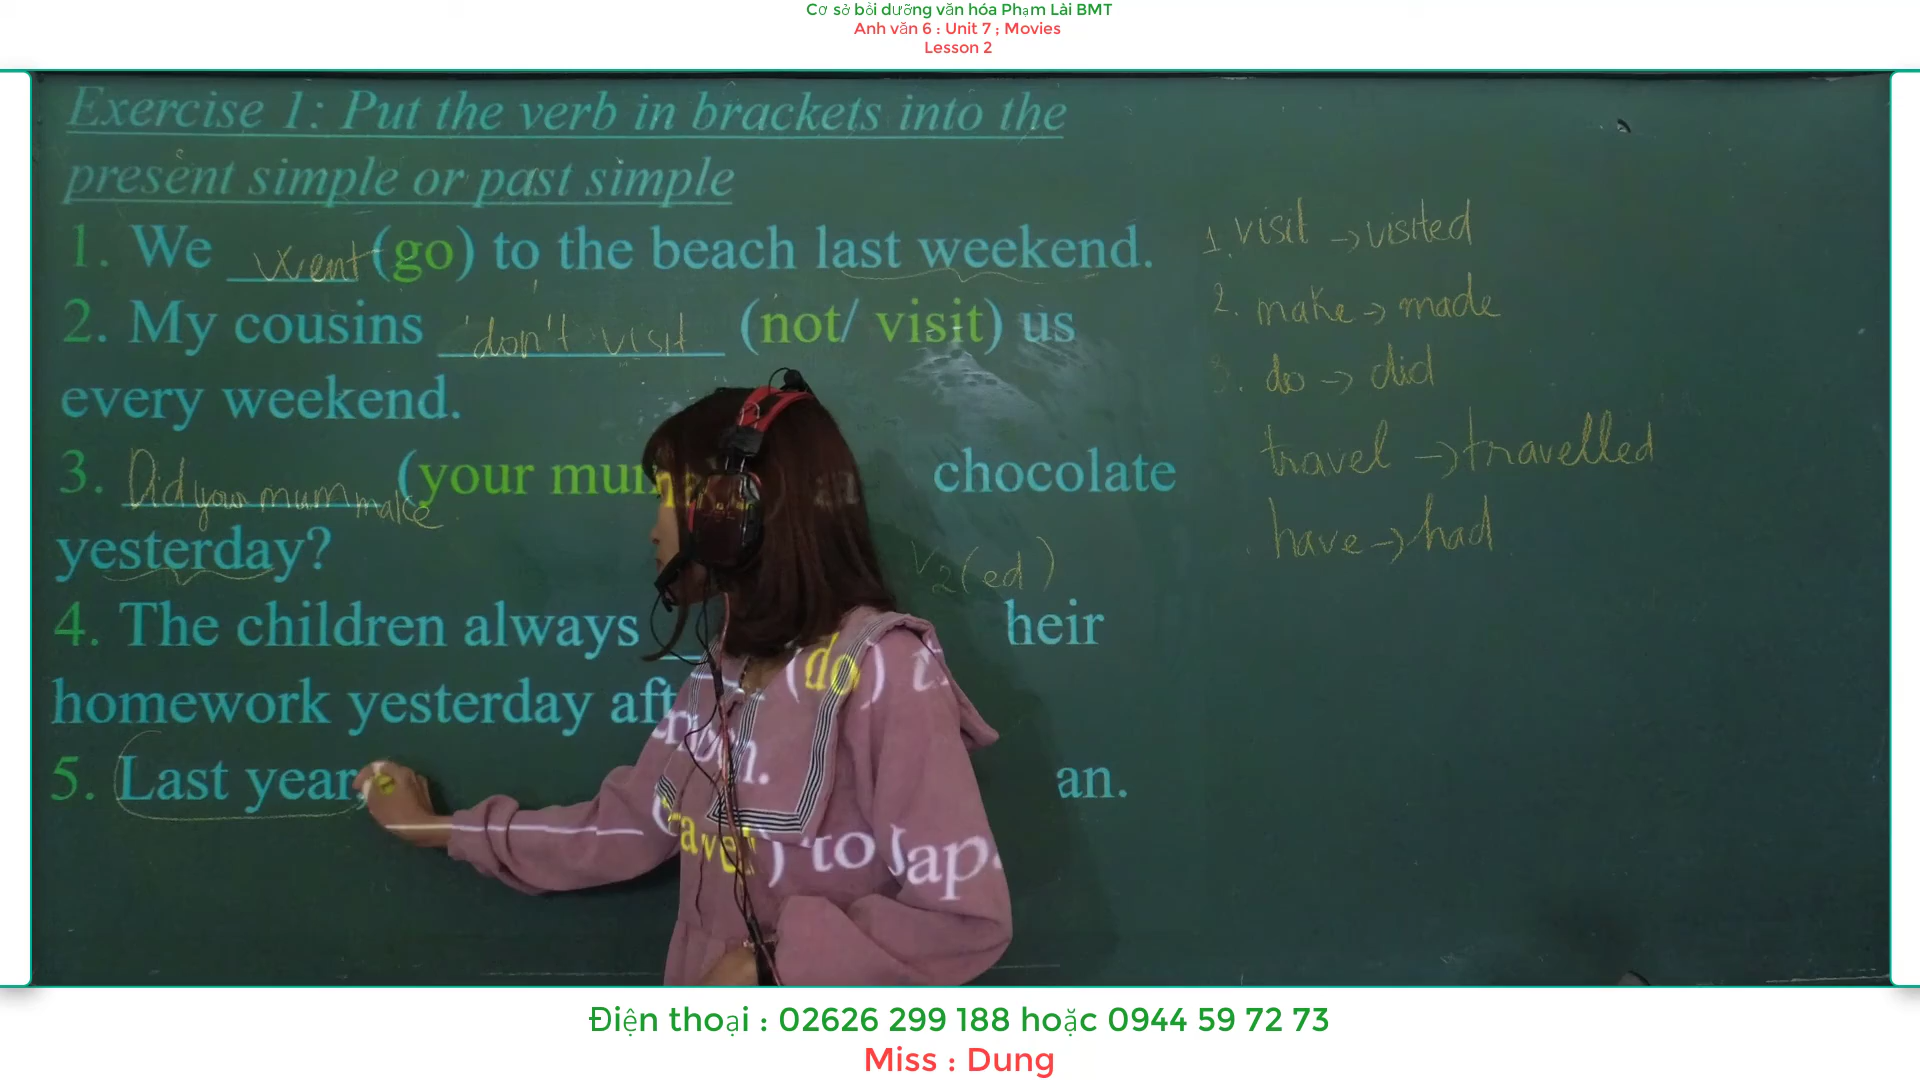 Cơ sở bồi dưỡng văn hóa Phạm Lài BMT
Anh văn 6 : Unit 7 ; Movies
Lesson 2
Exercise 1: Put the verb in brackets into the
present simple or past simple
1. We went (go) to the beach last weekend.
2. My cousins don't visit (not/ visit) us
every weekend.
3. Did your mum make (your mum chocolate
yesterday?
V2(ed)
4. The children always (do) their
homework yesterday
5. Last year, to Japan.
1. visit → visited
2. make → made
3. do → did
travel → travelled
have → had
Điện thoại : 02626 299 188 hoặc 0944 59 72 73
Miss : Dung